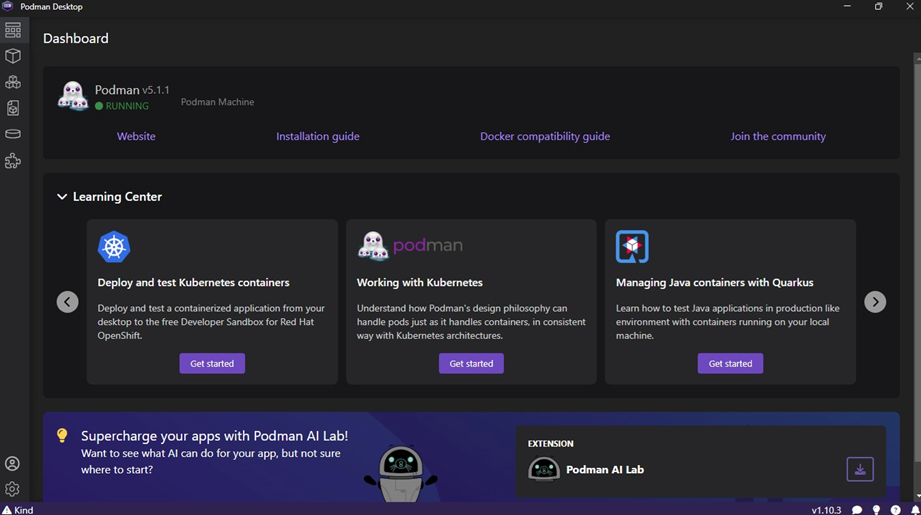 Podman Desktop
Dashboard
Podman v5.1.1
RUNNING
Podman Machine
Website
Installation guide
Docker compatibility guide
Join the community
Learning Center
Deploy and test Kubernetes containers
Deploy and test a containerized application from your
desktop to the free Developer Sandbox for Red Hat
OpenShift.
Get started
podman
Working with Kubernetes
Understand how Podman's design philosophy can
handle pods just as it handles containers, in consistent
way with Kubernetes architectures.
Get started
Managing Java containers with Quarkus
Learn how to test Java applications in production like
environment with containers running on your local
machine.
Get started
Supercharge your apps with Podman AI Lab!
Want to see what AI can do for your app, but not sure
where to start?
EXTENSION
Podman AI Lab
Kind
v1.10.3